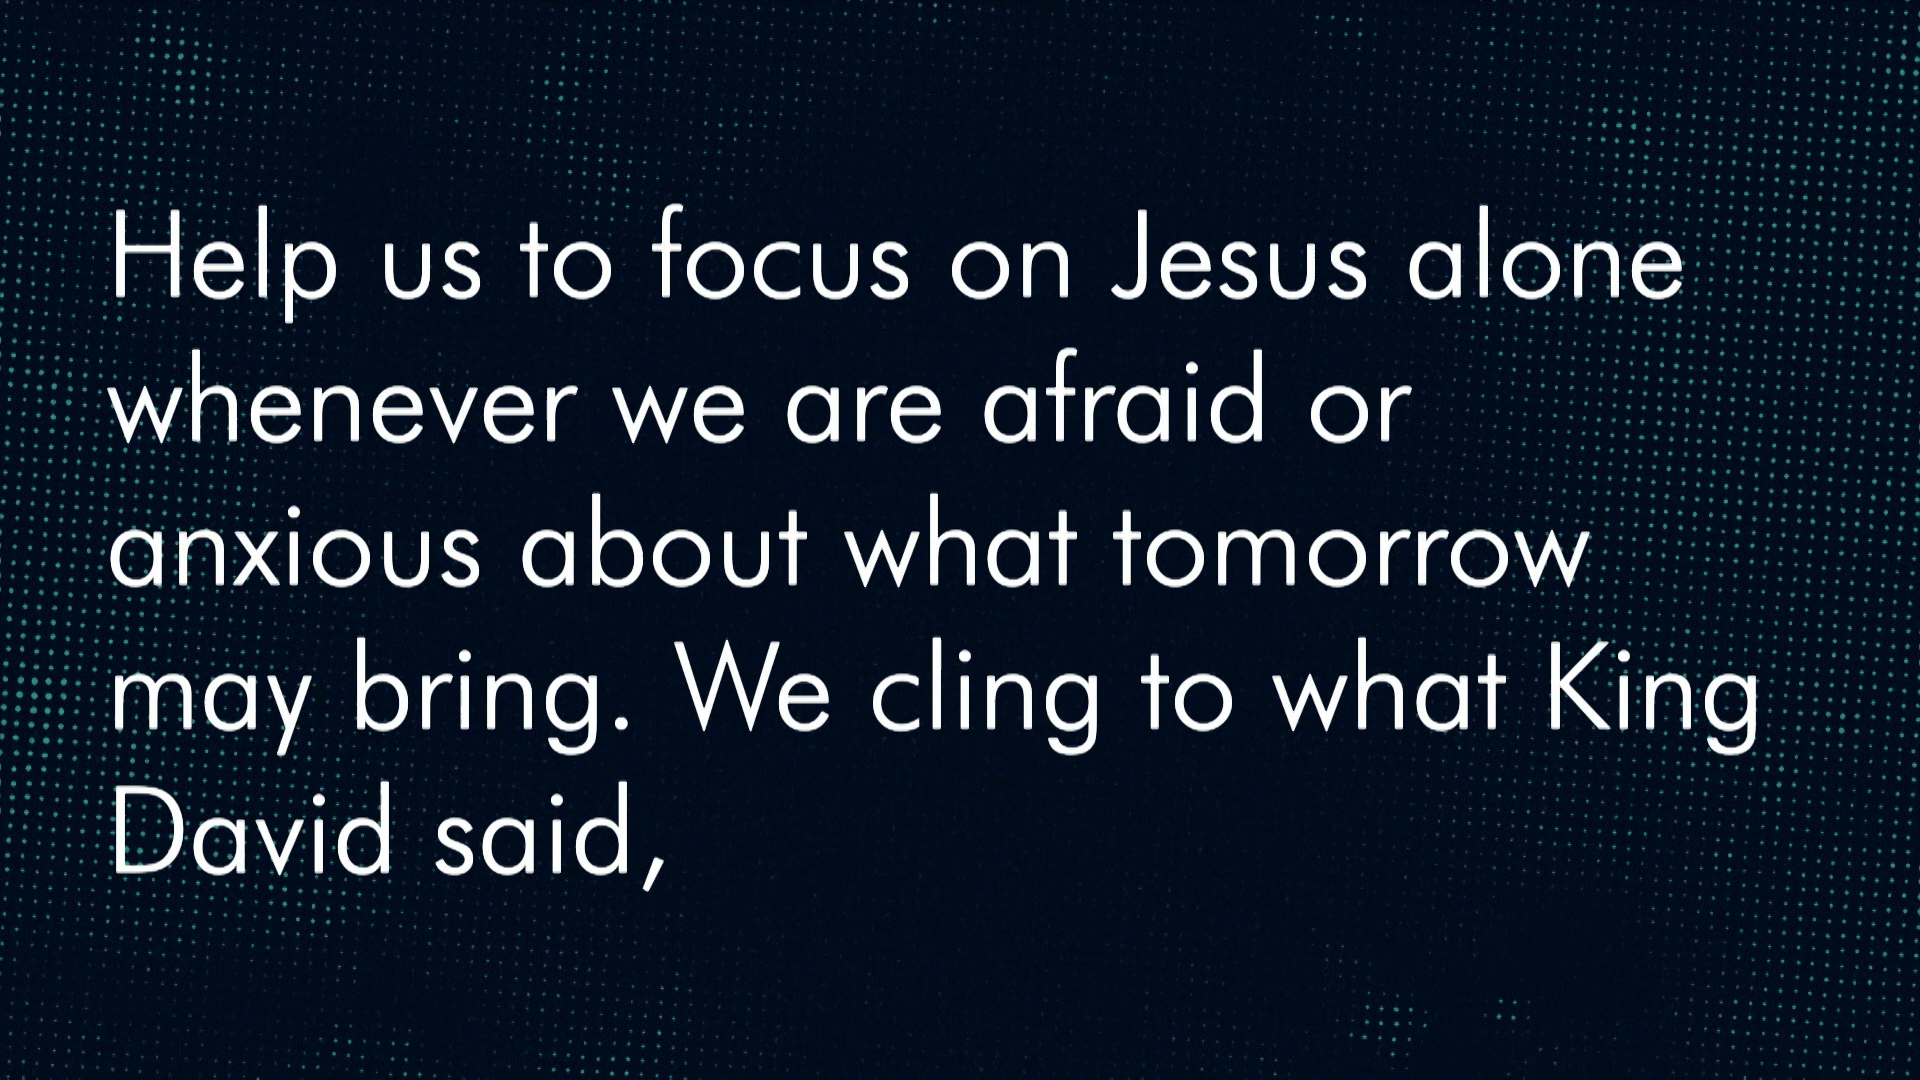 Help us to focus on Jesus alone
whenever we are afraid or
anxious about what tomorrow
may bring. We cling to what King
David said,